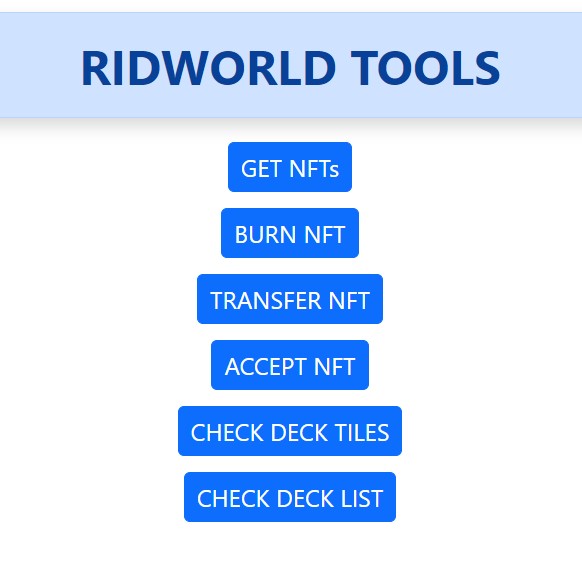 RIDWORLD TOOLS
GET NFTs
BURN NFT
TRANSFER NFT
ACCEPT NFT
CHECK DECK TILES
CHECK DECK LIST